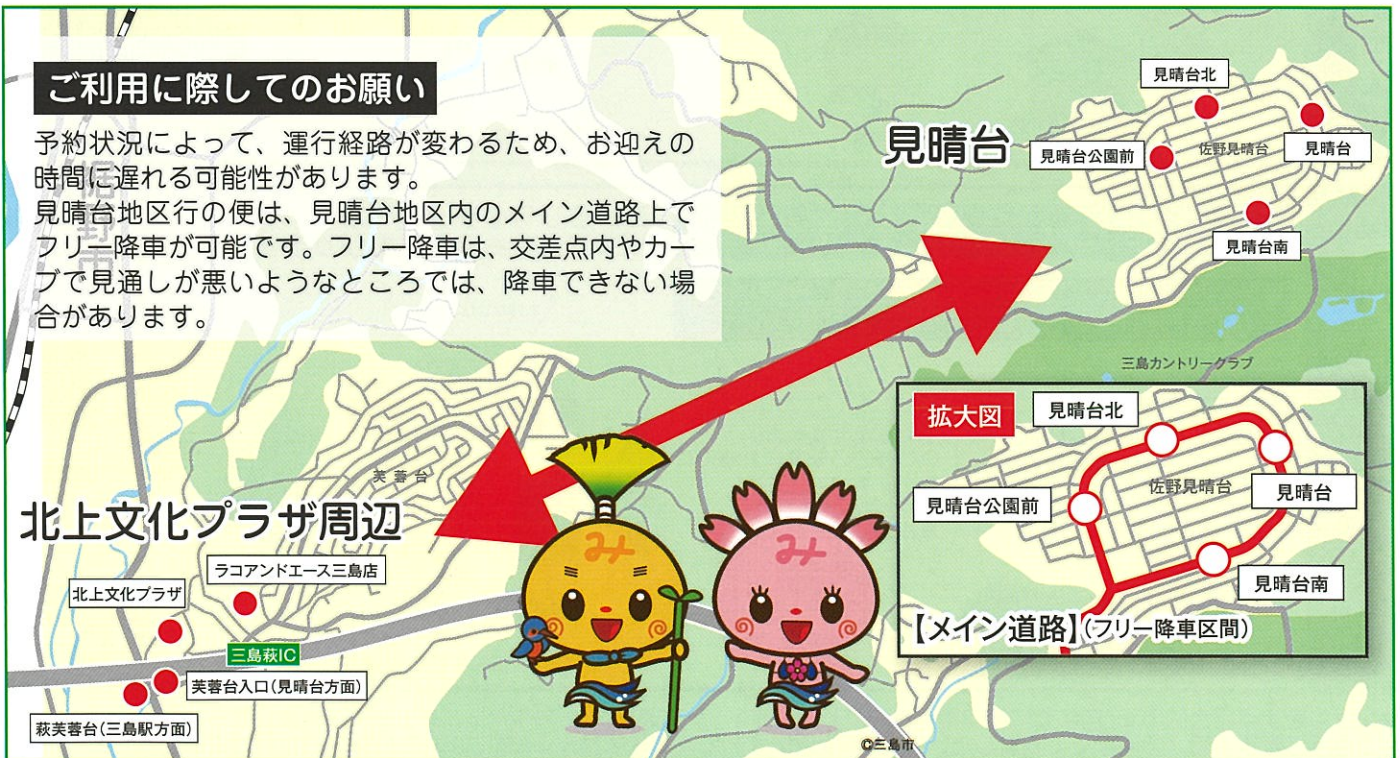 ご利用に際してのお願い
予約状況によって、運行経路が変わるため、お迎えの
時間に遅れる可能性があります。
見晴台地区行の便は、見晴台地区内のメイン道路上で
フリー降車が可能です。フリー降車は、交差点内やカー
ブで見通しが悪いようなところでは、降車できない場
合があります。
裾野市
見晴台
見晴台北
見晴台公園前
佐野見晴台
見晴台
見晴台南
三島カントリークラブ
拡大図
見晴台北
見晴台公園前
佐野見晴台
見晴台
見晴台南
【メイン道路】(フリー降車区間)
芙蓉台
北上文化プラザ周辺
ラコアンドエース三島店
北上文化プラザ
三島萩IC
芙蓉台入口(見晴台方面)
萩芙蓉台(三島駅方面)
み
み
©三島市